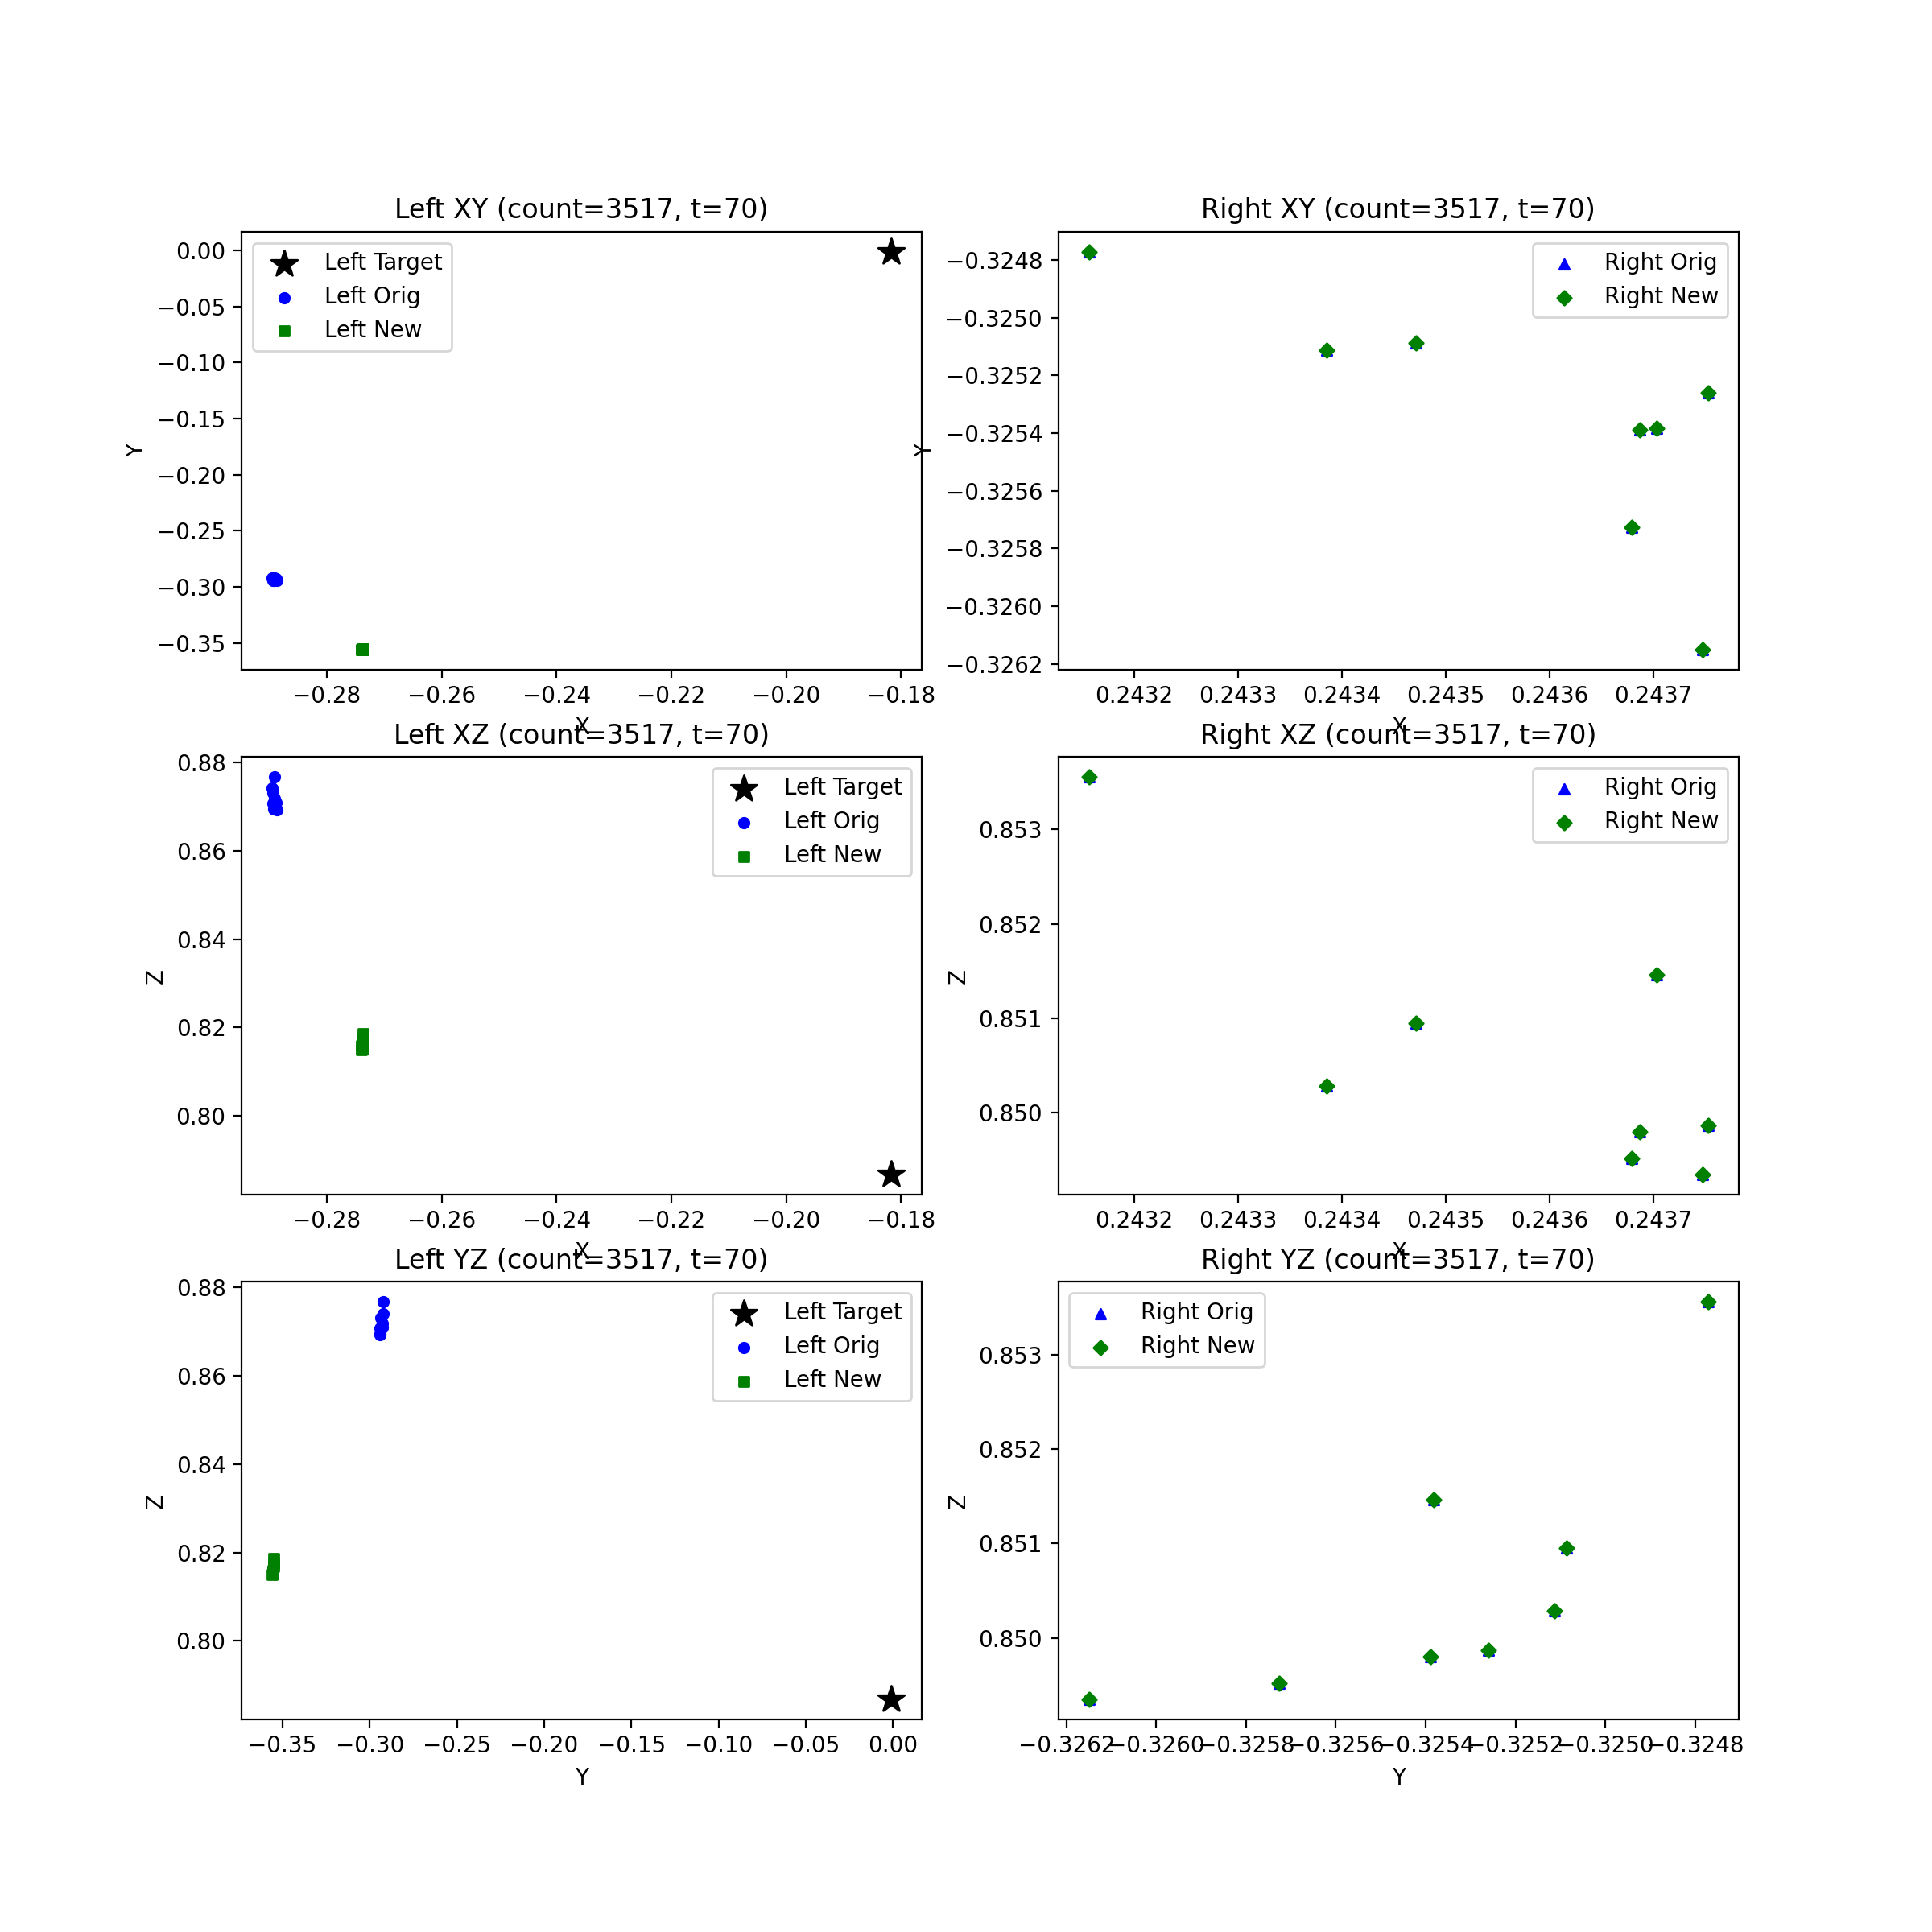 Left XY (count=3517, t=70)
0.00
−0.05
−0.10
−0.15
−0.20
−0.25
−0.30
−0.35
Y
Left Target
Left Orig
Left New
−0.28 −0.26 −0.24 −0.22 −0.20 −0.18
X
Right XY (count=3517, t=70)
−0.3248
−0.3250
−0.3252
−0.3254
−0.3256
−0.3258
−0.3260
−0.3262
Y
Right Orig
Right New
0.2432 0.2433 0.2434 0.2435 0.2436 0.2437
X
Left XZ (count=3517, t=70)
0.88
0.86
0.84
0.82
0.80
Z
Left Target
Left Orig
Left New
−0.28 −0.26 −0.24 −0.22 −0.20 −0.18
X
Right XZ (count=3517, t=70)
0.853
0.852
0.851
0.850
Z
Right Orig
Right New
0.2432 0.2433 0.2434 0.2435 0.2436 0.2437
X
Left YZ (count=3517, t=70)
0.88
0.86
0.84
0.82
0.80
Z
Left Target
Left Orig
Left New
−0.35 −0.30 −0.25 −0.20 −0.15 −0.10 −0.05 0.00
Y
Right YZ (count=3517, t=70)
0.853
0.852
0.851
0.850
Z
Right Orig
Right New
−0.3262 −0.3260 −0.3258 −0.3256 −0.3254 −0.3252 −0.3250 −0.3248
Y